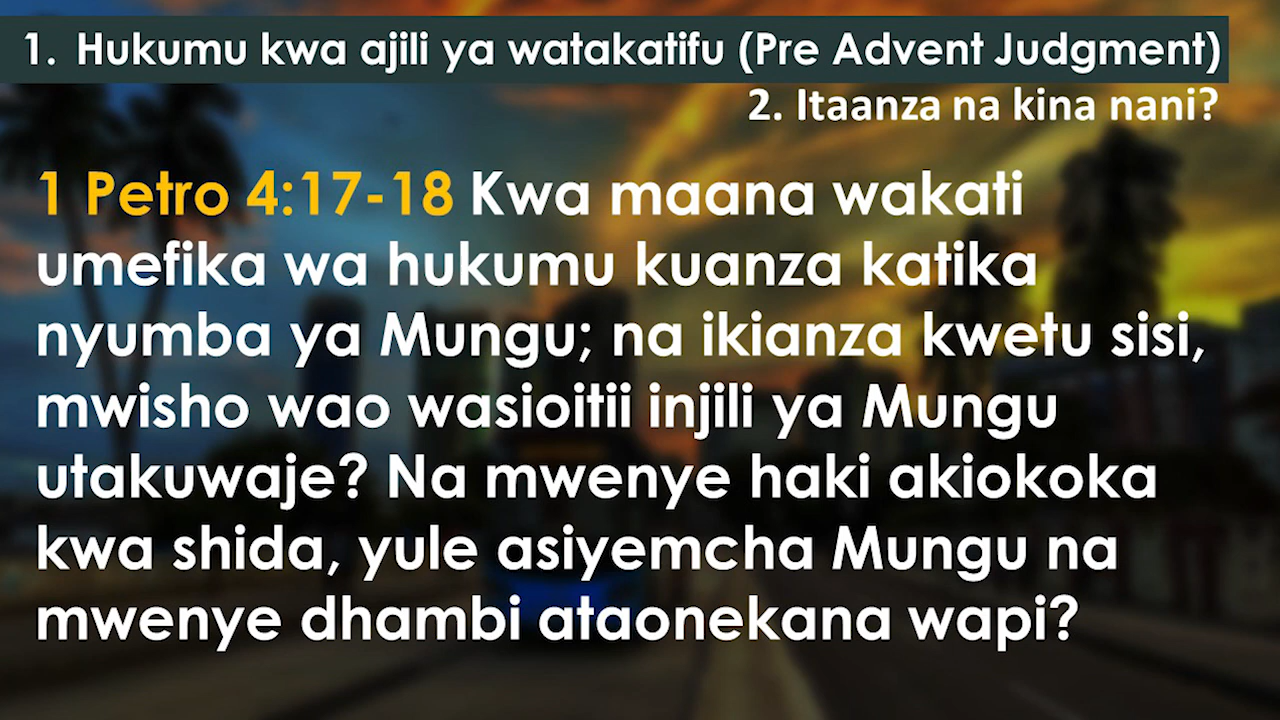 1. Hukumu kwa ajili ya watakatifu (Pre Advent Judgment)
2. Itaanza na kina nani?
1 Petro 4:17-18 Kwa maana wakati
umefika wa hukumu kuanza katika
nyumba ya Mungu; na ikianza kwetu sisi,
mwisho wao wasioitii injili ya Mungu
utakuwaje? Na mwenye haki akiokoka
kwa shida, yule asiyemcha Mungu na
mwenye dhambi ataonekana wapi?